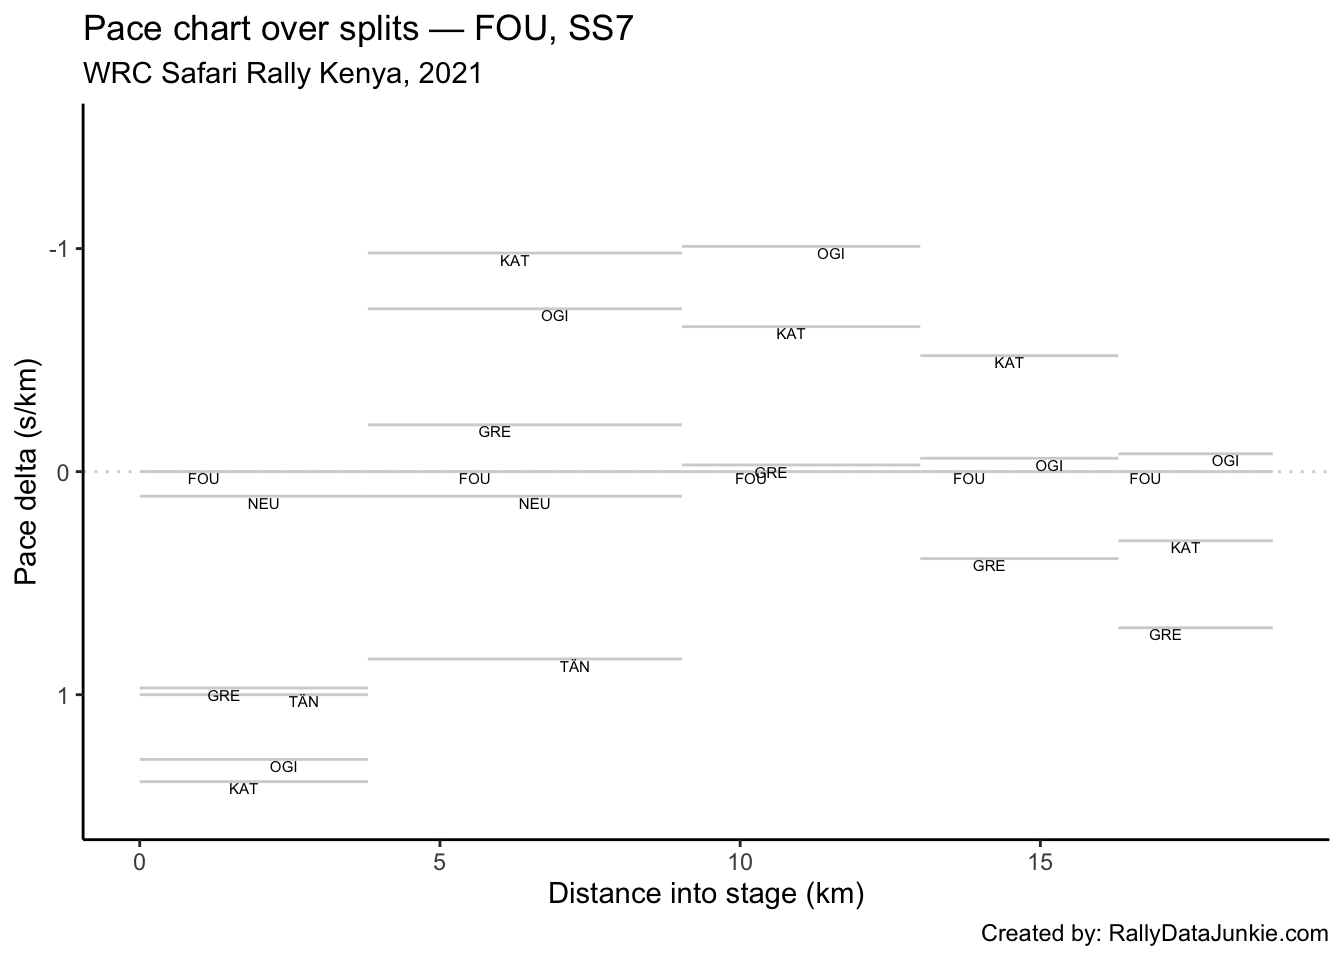 Pace chart over splits — FOU, SS7
WRC Safari Rally Kenya, 2021
Pace delta (s/km)
-1
0
1
KAT
OGI
GRE
FOU
NEU
TÄN
OGI
KAT
GRE
FOU
KAT
OGI
FOU
GRE
OGI
FOU
KAT
GRE
FOU
NEU
GRE
TÄN
OGI
KAT
0
5
10
15
Distance into stage (km)
Created by: RallyDataJunkie.com